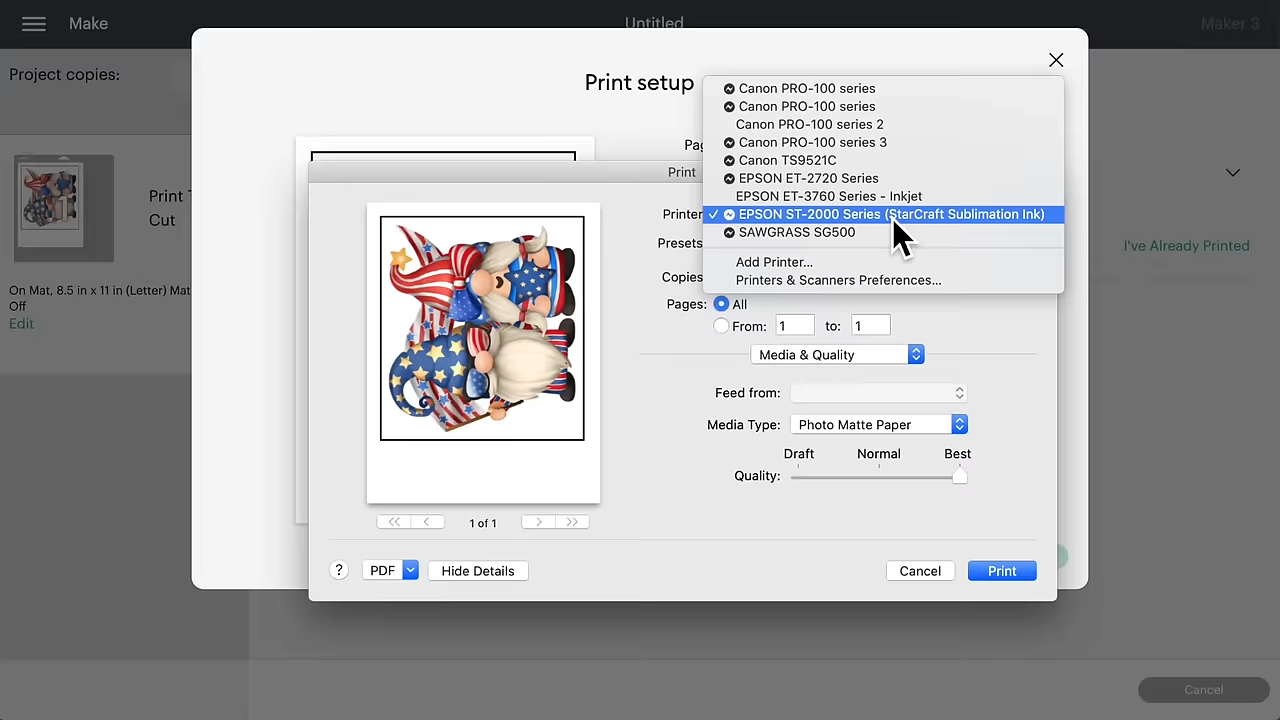 Make
Untitled
Maker 3
Project copies:
Print setup
Canon PRO-100 series
Canon PRO-100 series
Canon PRO-100 series 2
Canon PRO-100 series 3
Canon TS9521C
EPSON ET-2720 Series
EPSON ET-3760 Series - Inkjet
✓ EPSON ST-2000 Series (StarCraft Sublimation Ink)
SAWGRASS SG500
Add Printer...
Printers & Scanners Preferences...
Print
Printer
Presets
Copies
Pages: All
From: 1 to: 1
Media & Quality
Feed from:
Media Type: Photo Matte Paper
Draft Normal Best
Quality:
<< < 1 of 1 > >>
? PDF Hide Details Cancel Print
Cut
On Mat, 8.5 in x 11 in (Letter) Mat
Off
Edit
I've Already Printed
Cancel